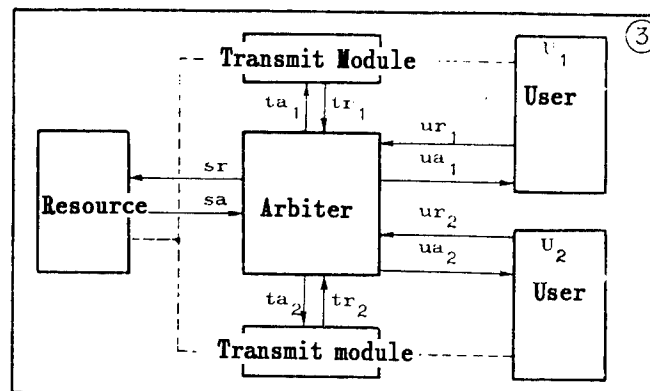 3
Transmit Module
U1
User
ta1
tr1
ur1
ua1
sr
sa
Resource
Arbiter
ur2
ua2
U2
User
ta2
tr2
Transmit module